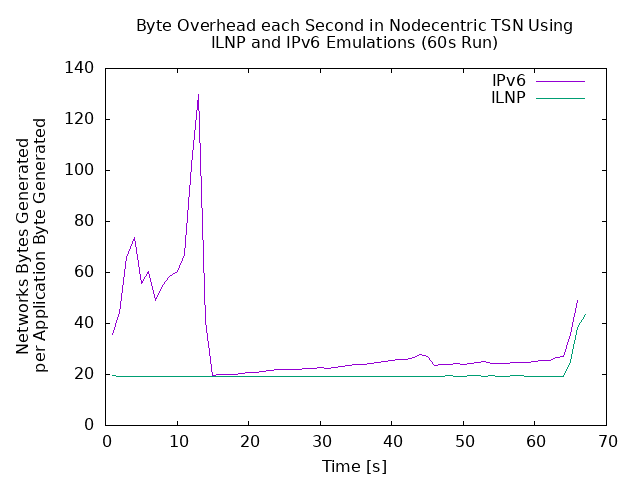 Byte Overhead each Second in Nodecentric TSN Using
ILNP and IPv6 Emulations (60s Run)
140
120
100
80
60
40
20
0
Networks Bytes Generated
per Application Byte Generated
IPv6
ILNP
0 10 20 30 40 50 60 70
Time [s]